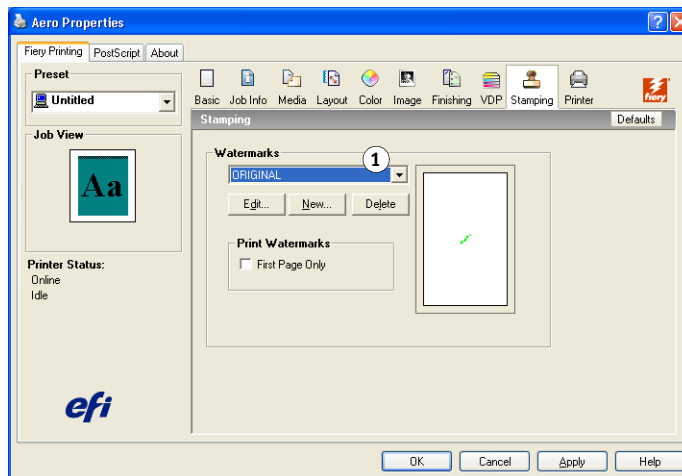 Aero Properties
Fiery Printing PostScript About
Preset
Untitled
Job View
Aa
Printer Status:
Online
Idle
efi
Basic Job Info Media Layout Color Image Finishing VDP Stamping Printer
fiery
Stamping
Defaults
Watermarks
1
ORIGINAL
Edit... New... Delete
Print Watermarks
First Page Only
OK Cancel Apply Help